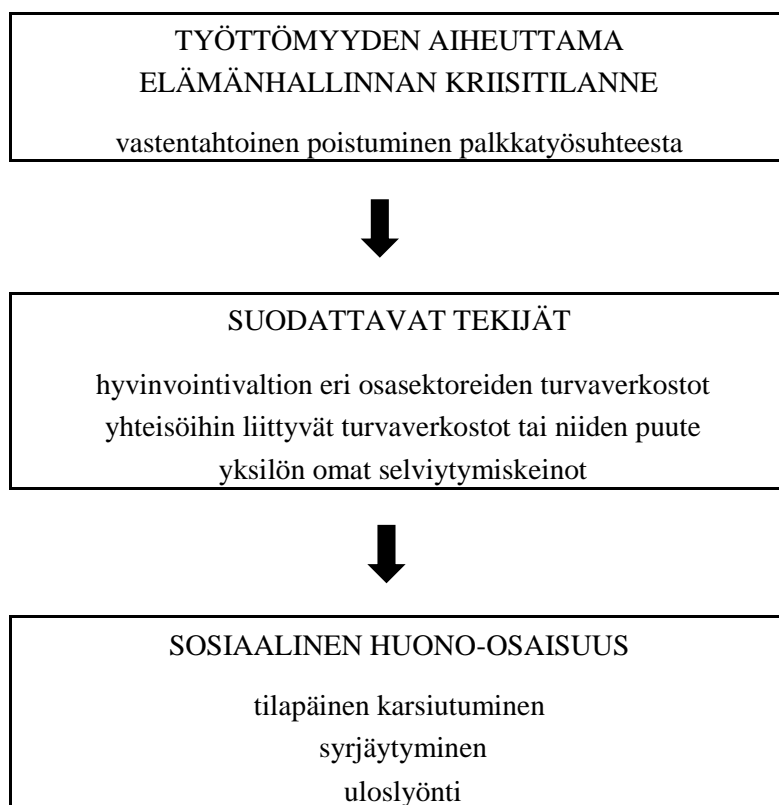 TYÖTTÖMYYDEN AIHEUTTAMA
ELÄMÄNHALLINNAN KRIISITILANNE
vastentahtoinen poistuminen palkkatyösuhteesta
SUODATTAVAT TEKIJÄT
hyvinvointivaltion eri osasektoreiden turvaverkostot
yhteisöihin liittyvät turvaverkostot tai niiden puute
yksilön omat selviytymiskeinot
SOSIAALINEN HUONO-OSAISUUS
tilapäinen karsiutuminen
syrjäytyminen
uloslyönti